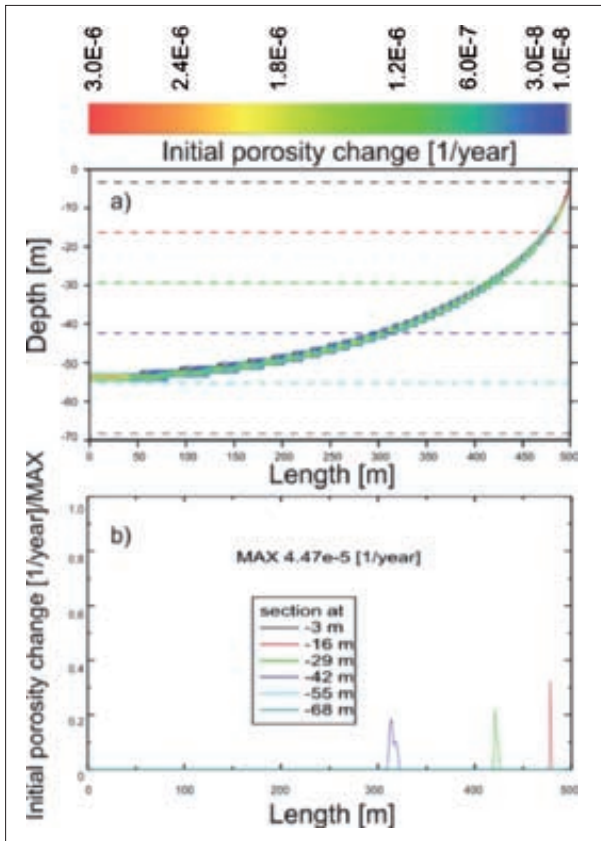 3.0E-6 2.4E-6 1.8E-6 1.2E-6 6.0E-7 3.0E-8 1.0E-8
Initial porosity change [1/year]
a)
Depth [m]
0
-10
-20
-30
-40
-50
-60
-70
0 50 100 150 200 250 300 350 400 450 500
Length [m]
Initial porosity change [1/year]/MAX
b)
1.0
0.8
0.6
0.4
0.2
0
MAX 4.47e-5 [1/year]
section at
-3 m
-16 m
-29 m
-42 m
-55 m
-68 m
0 100 200 300 400 500
Length [m]